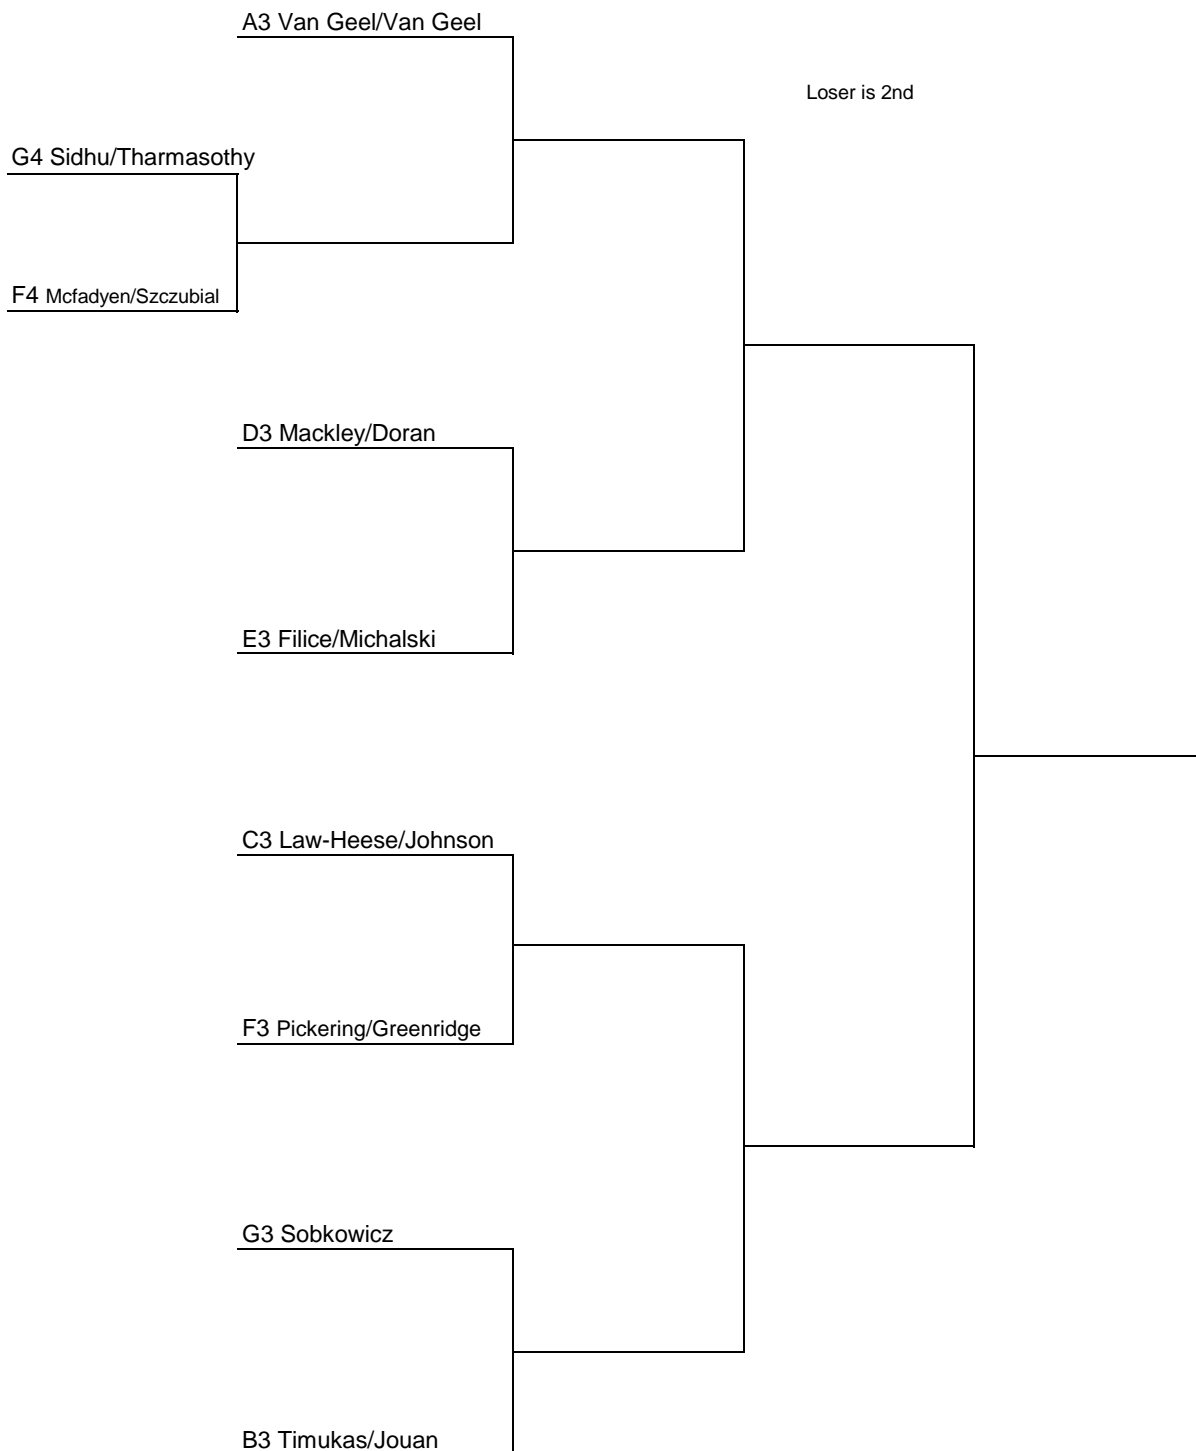 A3 Van Geel/Van Geel
Loser is 2nd
G4 Sidhu/Tharmasothy
F4 Mcfadyen/Szczubial
D3 Mackley/Doran
E3 Filice/Michalski
C3 Law-Heese/Johnson
F3 Pickering/Greenridge
G3 Sobkowicz
B3 Timukas/Jouan